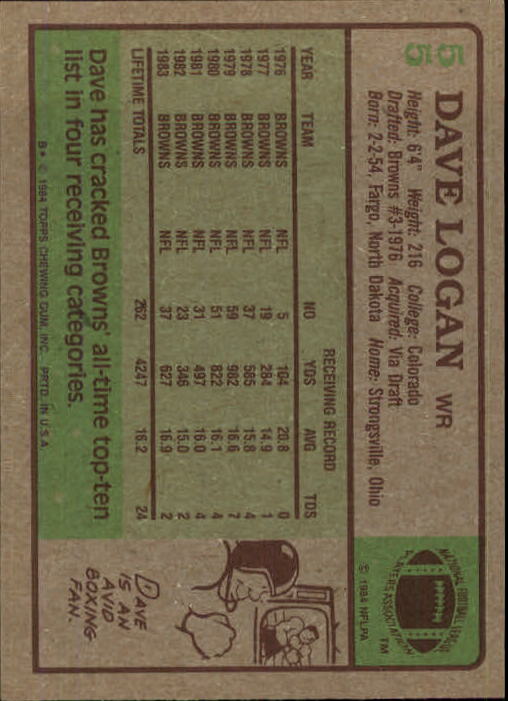 55
DAVE LOGAN WR
Height: 6'4" Weight: 216 College: Colorado
Drafted: Browns #3-1976 Acquired: Via Draft
Born: 2-2-54, Fargo, North Dakota Home: Strongsville, Ohio
NATIONAL FOOTBALL LEAGUE
PLAYERS ASSOCIATION
TM
© 1984 NFLPA
RECEIVING RECORD
YEAR TEAM NO YDS AVG TDS
1976 BROWNS NFL 5 104 20.8 0
1977 BROWNS NFL 19 284 14.9 1
1978 BROWNS NFL 37 585 15.8 4
1979 BROWNS NFL 59 982 16.6 7
1980 BROWNS NFL 51 822 16.1 4
1981 BROWNS NFL 31 497 16.0 4
1982 BROWNS NFL 23 346 15.0 2
1983 BROWNS NFL 37 627 16.9 2
LIFETIME TOTALS 262 4247 16.2 24
Dave has cracked Browns' all-time top-ten
list in four receiving categories.
B* © 1984 TOPPS CHEWING GUM, INC. PRTD. IN U.S.A.
DAVE
IS AN
AVID
BOXING
FAN.